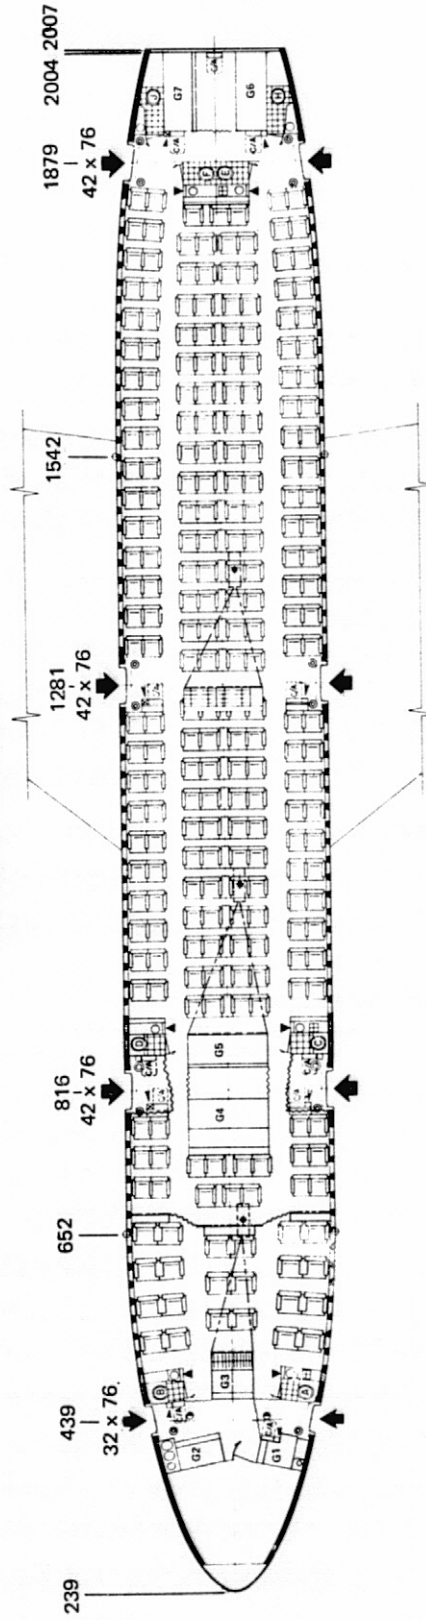 2004 2007
G7
G6
J
H
C/A
C/A
C/A
1879
42 x 76
F
E
1542
1281
42 x 76
C/A
C/A
D
C
G5
C/A
C/A
816
42 x 76
C/A
C/A
G4
652
B
A
G3
439
32 x 76.
C/A
C/A
G2
G1
239